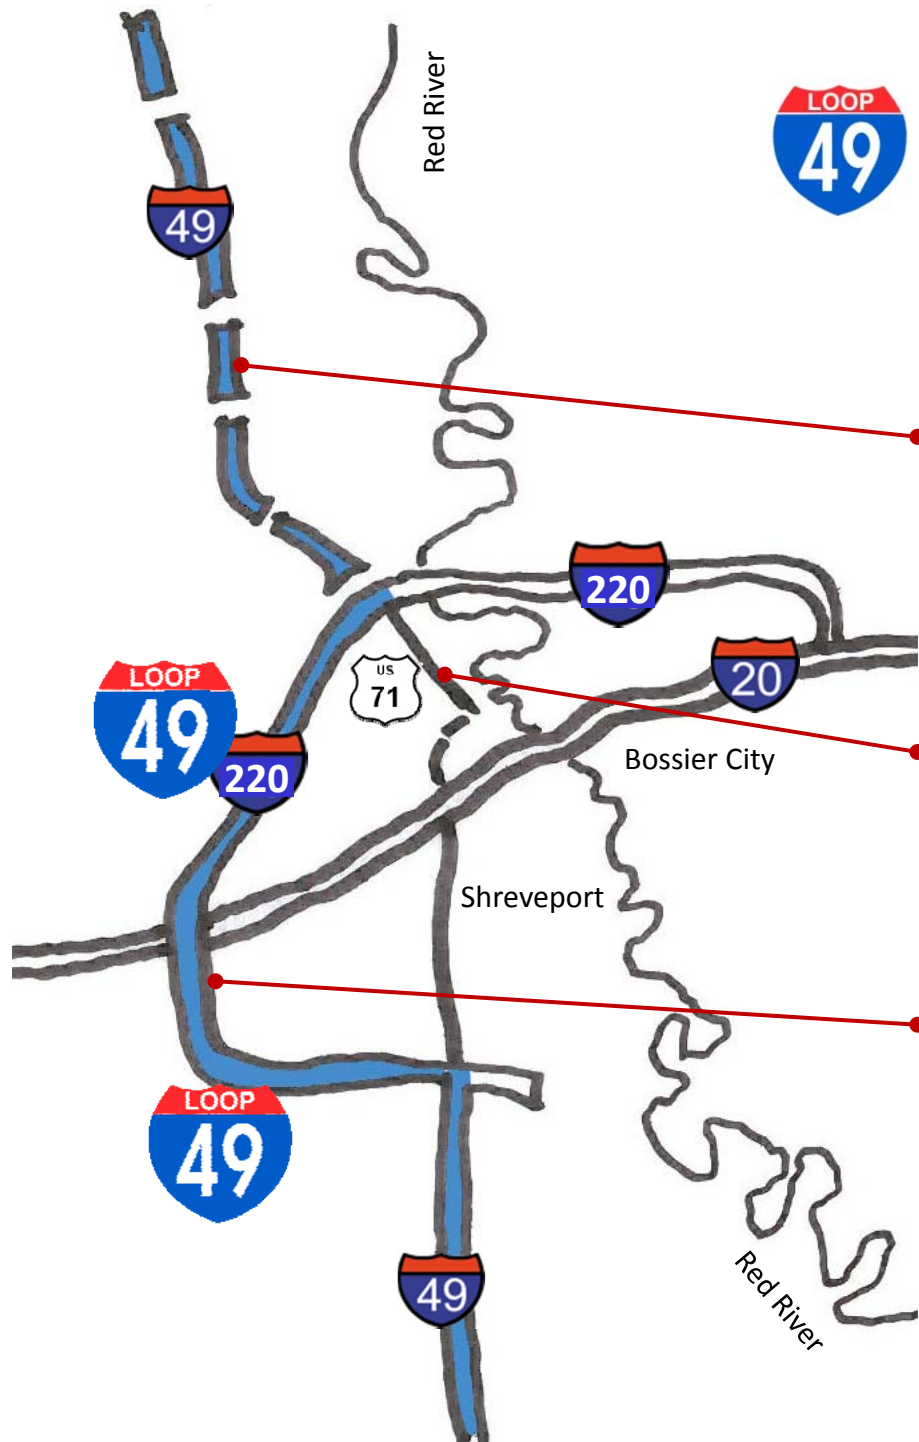 Red River
LOOP
49
49
220
US
71
20
LOOP
49
220
Bossier City
Shreveport
LOOP
49
49
Red River